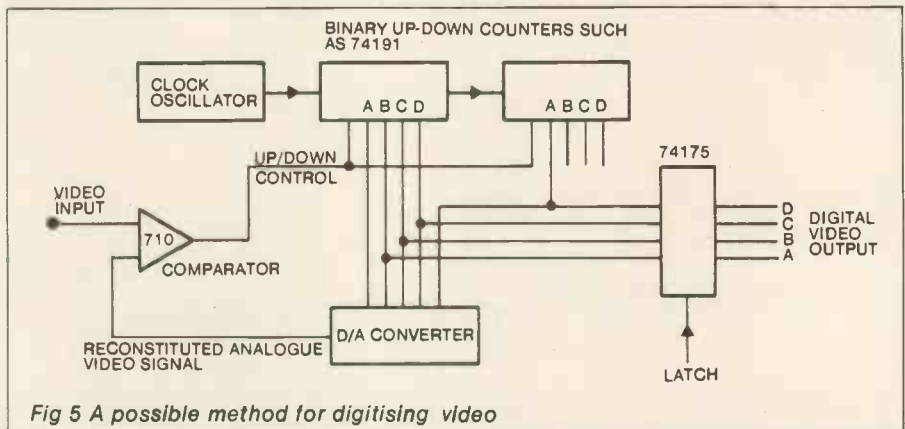 BINARY UP-DOWN COUNTERS SUCH
AS 74191
CLOCK
OSCILLATOR
A B C D
A B C D
UP/DOWN
CONTROL
74175
VIDEO
INPUT
710
COMPARATOR
D
C
B
A
DIGITAL
VIDEO
OUTPUT
D/A CONVERTER
RECONSTITUTED ANALOGUE
VIDEO SIGNAL
LATCH
Fig 5 A possible method for digitising video